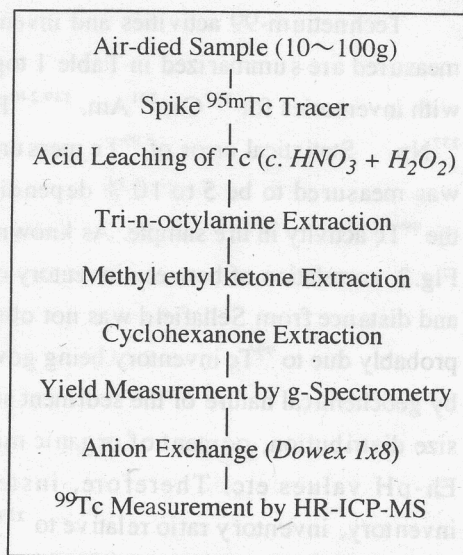 Air-died Sample (10～100g)
Spike ⁹⁵ᵐTc Tracer
Acid Leaching of Tc (c. HNO₃ + H₂O₂)
Tri-n-octylamine Extraction
Methyl ethyl ketone Extraction
Cyclohexanone Extraction
Yield Measurement by g-Spectrometry
Anion Exchange (Dowex 1x8)
⁹⁹Tc Measurement by HR-ICP-MS